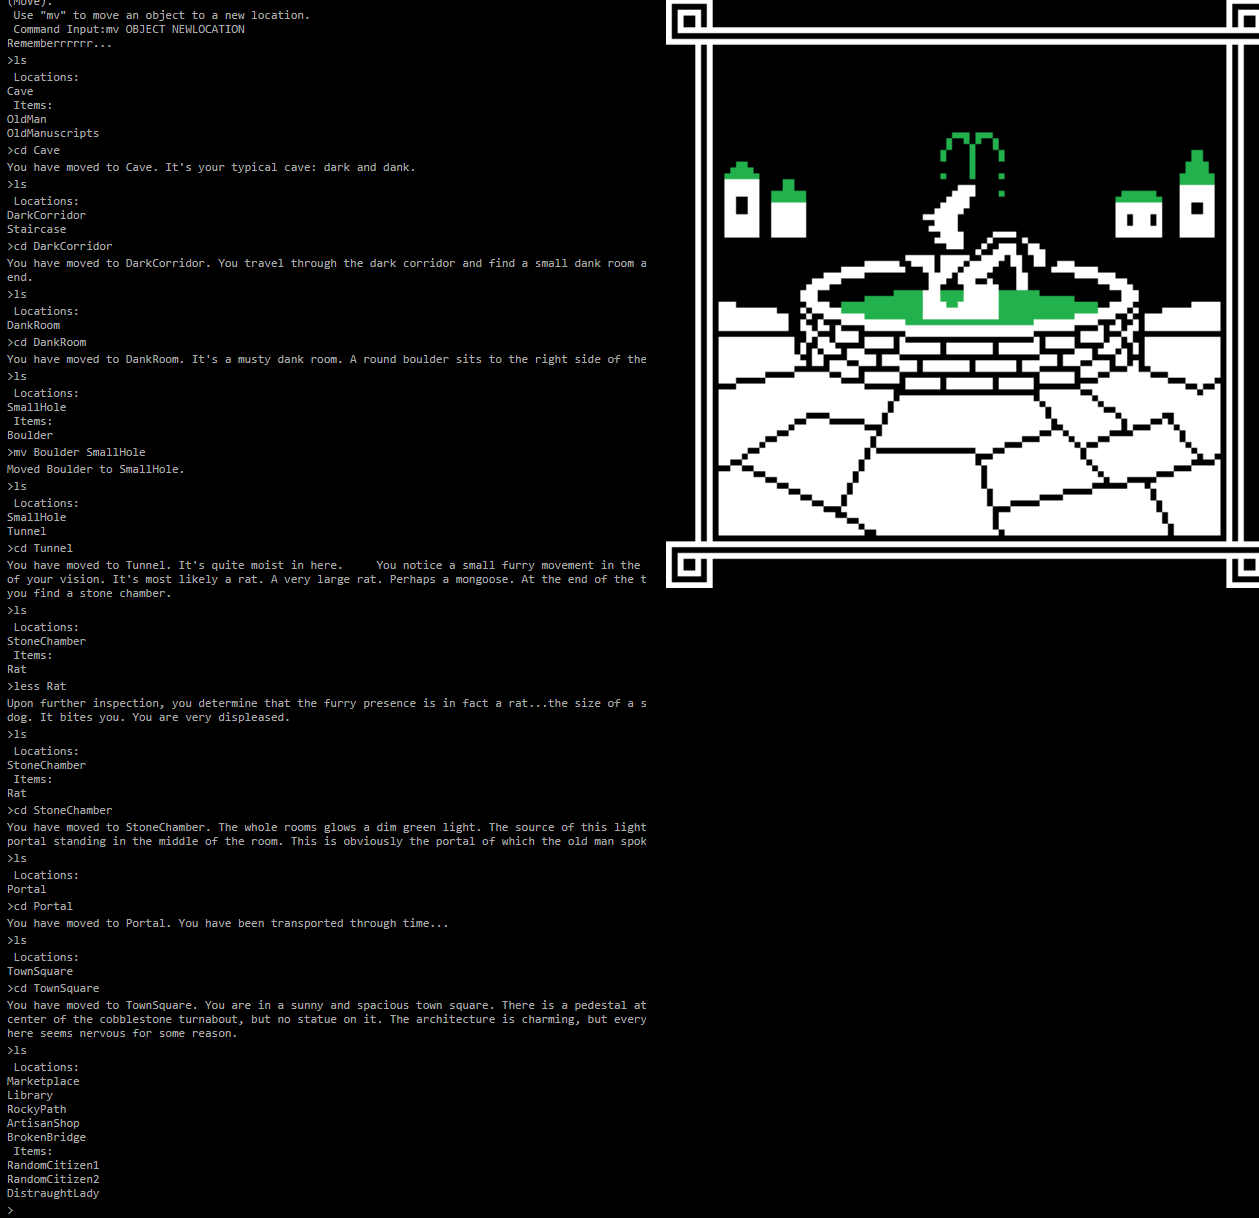 (Move).
Use "mv" to move an object to a new location.
Command Input:mv OBJECT NEWLOCATION
Rememberrrrrr...
>ls
Locations:
Cave
Items:
OldMan
OldManuscripts
>cd Cave
You have moved to Cave. It's your typical cave: dark and dank.
>ls
Locations:
DarkCorridor
Staircase
>cd DarkCorridor
You have moved to DarkCorridor. You travel through the dark corridor and find a small dank room a
end.
>ls
Locations:
DankRoom
>cd DankRoom
You have moved to DankRoom. It's a musty dank room. A round boulder sits to the right side of the
>ls
Locations:
SmallHole
Items:
Boulder
>mv Boulder SmallHole
Moved Boulder to SmallHole.
>ls
Locations:
SmallHole
Tunnel
>cd Tunnel
You have moved to Tunnel. It's quite moist in here.     You notice a small furry movement in the
of your vision. It's most likely a rat. A very large rat. Perhaps a mongoose. At the end of the t
you find a stone chamber.
>ls
Locations:
StoneChamber
Items:
Rat
>less Rat
Upon further inspection, you determine that the furry presence is in fact a rat...the size of a s
dog. It bites you. You are very displeased.
>ls
Locations:
StoneChamber
Items:
Rat
>cd StoneChamber
You have moved to StoneChamber. The whole rooms glows a dim green light. The source of this light
portal standing in the middle of the room. This is obviously the portal of which the old man spok
>ls
Locations:
Portal
>cd Portal
You have moved to Portal. You have been transported through time...
>ls
Locations:
TownSquare
>cd TownSquare
You have moved to TownSquare. You are in a sunny and spacious town square. There is a pedestal at
center of the cobblestone turnabout, but no statue on it. The architecture is charming, but every
here seems nervous for some reason.
>ls
Locations:
Marketplace
Library
RockyPath
ArtisanShop
BrokenBridge
Items:
RandomCitizen1
RandomCitizen2
DistraughtLady
>